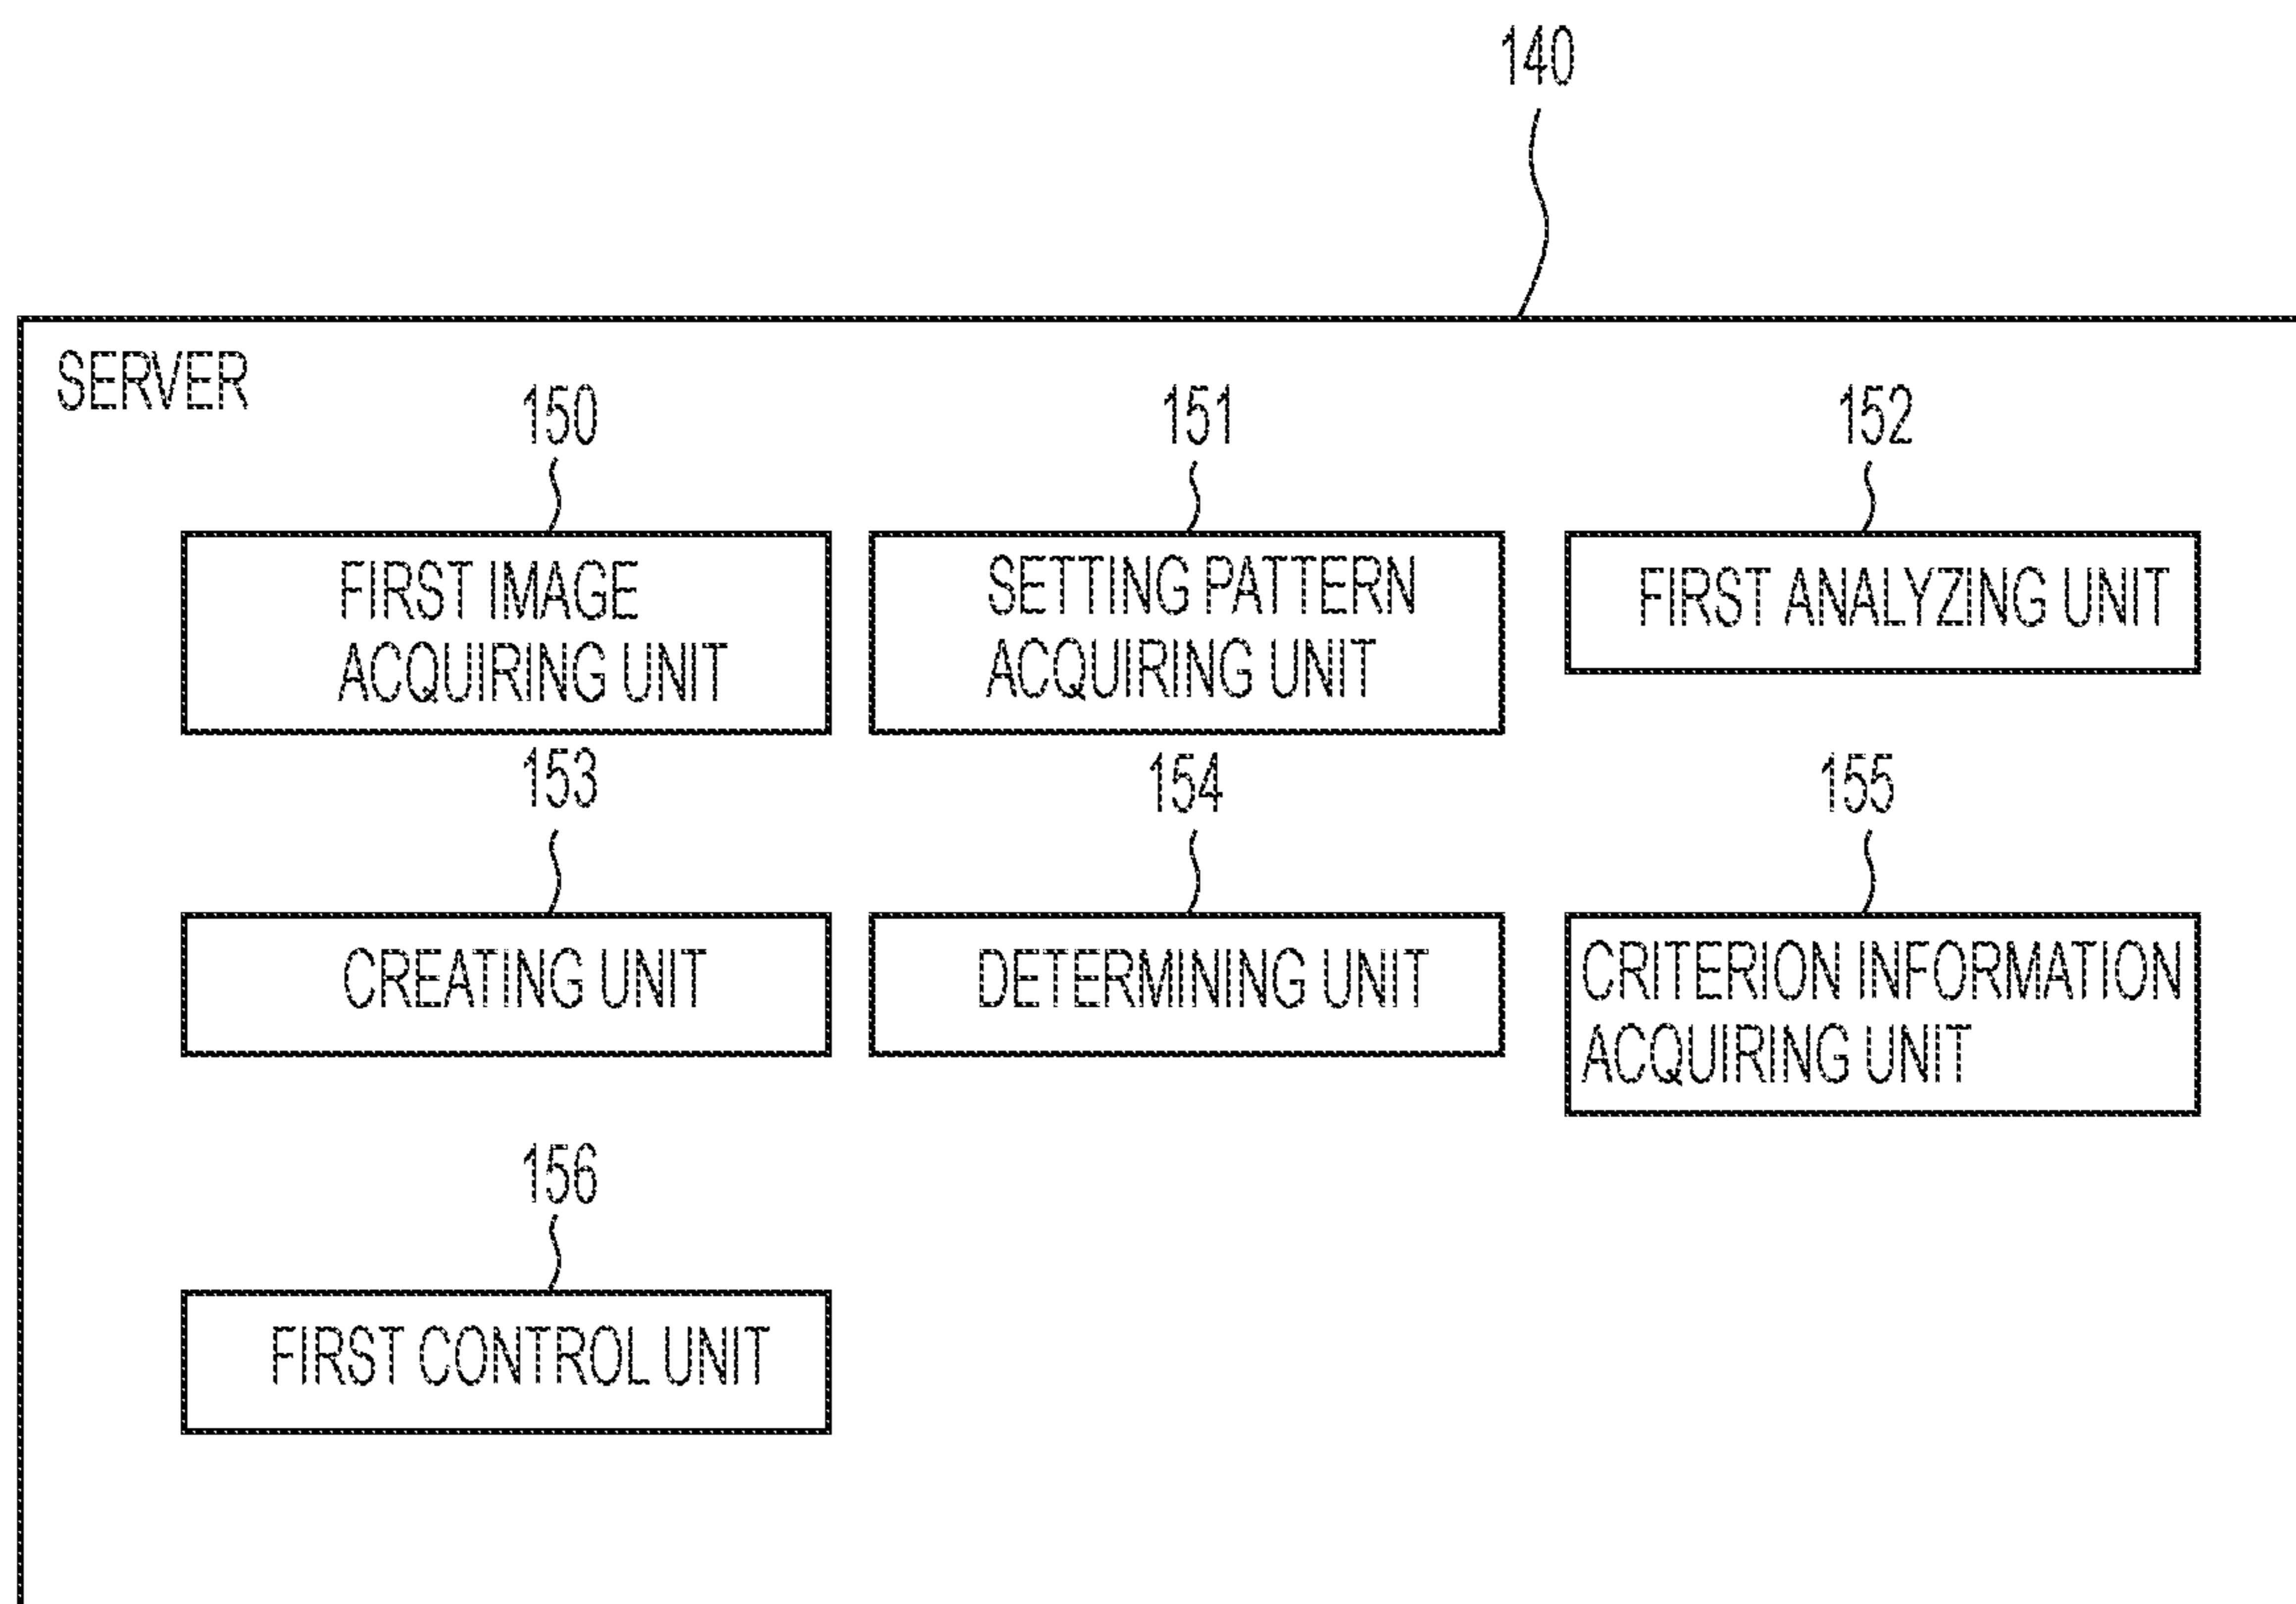 140
SERVER
150
151
152
FIRST IMAGE
ACQUIRING UNIT
SETTING PATTERN
ACQUIRING UNIT
FIRST ANALYZING UNIT
153
154
155
CREATING UNIT
DETERMINING UNIT
CRITERION INFORMATION
ACQUIRING UNIT
156
FIRST CONTROL UNIT